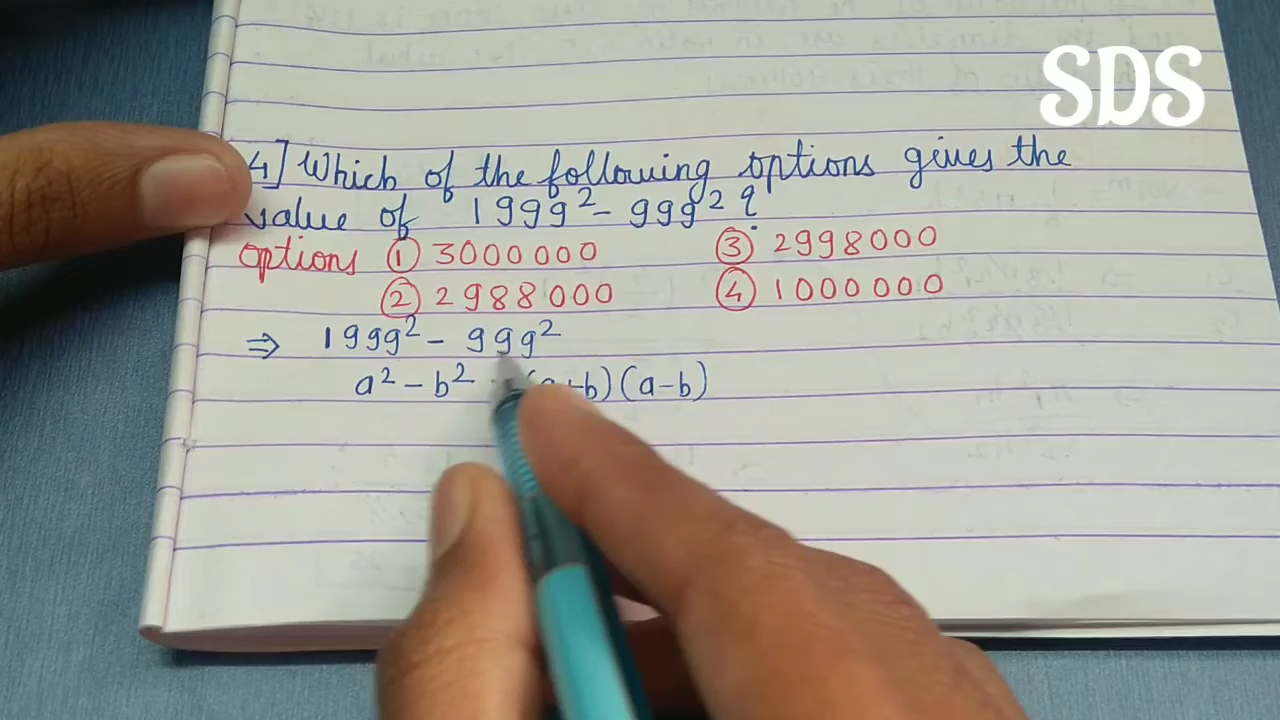 SDS
4] Which of the following options gives the
value of 1999² - 999² ?
options ① 3000000 ③ 2998000
② 2988000 ④ 1000000
⇒ 1999² - 999²
a² - b² (a+b) (a-b)